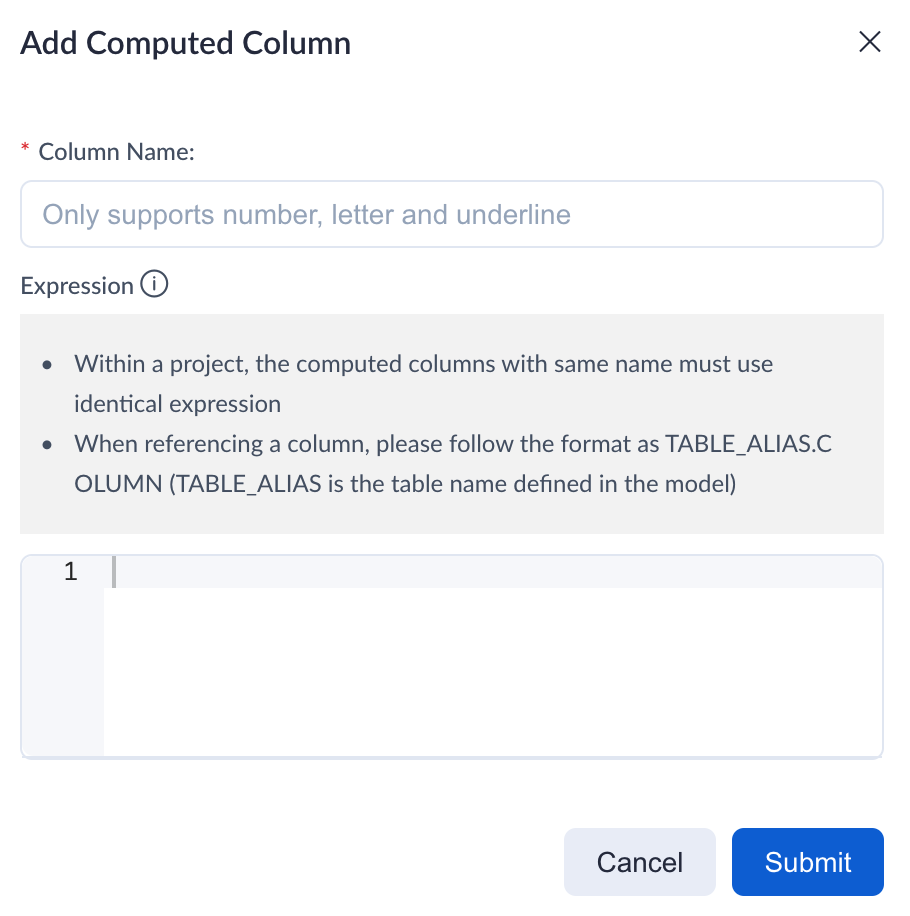 Add Computed Column
* Column Name:
Only supports number, letter and underline
Expression
• Within a project, the computed columns with same name must use
identical expression
• When referencing a column, please follow the format as TABLE_ALIAS.C
OLUMN (TABLE_ALIAS is the table name defined in the model)
1
Cancel Submit